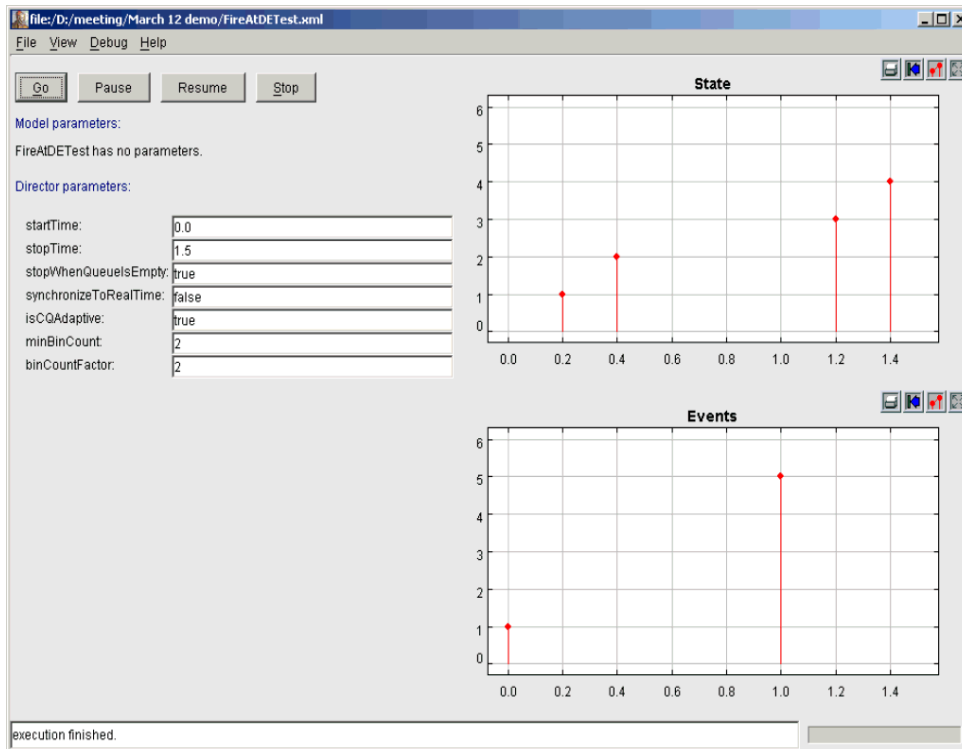 file:/D:/meeting/March 12 demo/FireAtDETest.xml
File View Debug Help
Go Pause Resume Stop
Model parameters:
FireAtDETest has no parameters.
Director parameters:
startTime: 0.0
stopTime: 1.5
stopWhenQueueIsEmpty: true
synchronizeToRealTime: false
isCQAdaptive: true
minBinCount: 2
binCountFactor: 2
State
6
5
4
3
2
1
0
0.0 0.2 0.4 0.6 0.8 1.0 1.2 1.4
Events
6
5
4
3
2
1
0
0.0 0.2 0.4 0.6 0.8 1.0 1.2 1.4
execution finished.